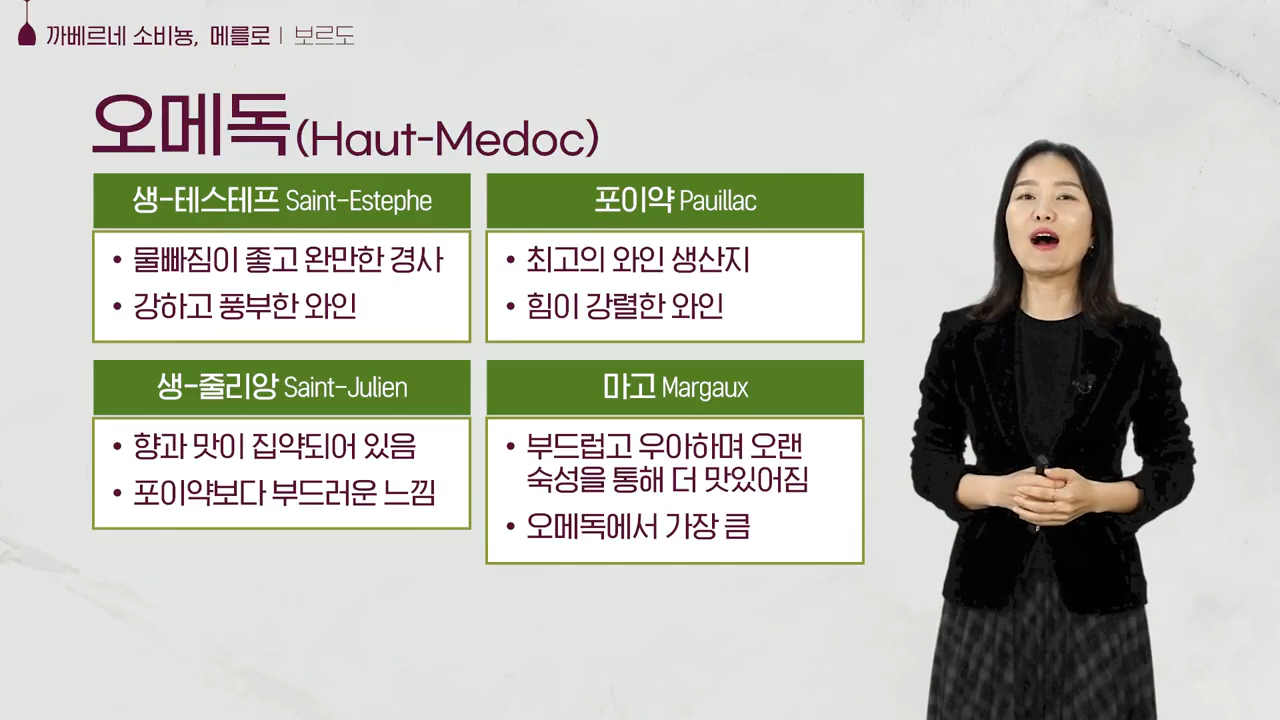 까베르네 소비뇽, 메를로 | 보르도
오메독(Haut-Medoc)
생-테스테프 Saint-Estephe
• 물빠짐이 좋고 완만한 경사
• 강하고 풍부한 와인
포이약 Pauillac
• 최고의 와인 생산지
• 힘이 강렬한 와인
생-줄리앙 Saint-Julien
• 향과 맛이 집약되어 있음
• 포이약보다 부드러운 느낌
마고 Margaux
• 부드럽고 우아하며 오랜
숙성을 통해 더 맛있어짐
• 오메독에서 가장 큼